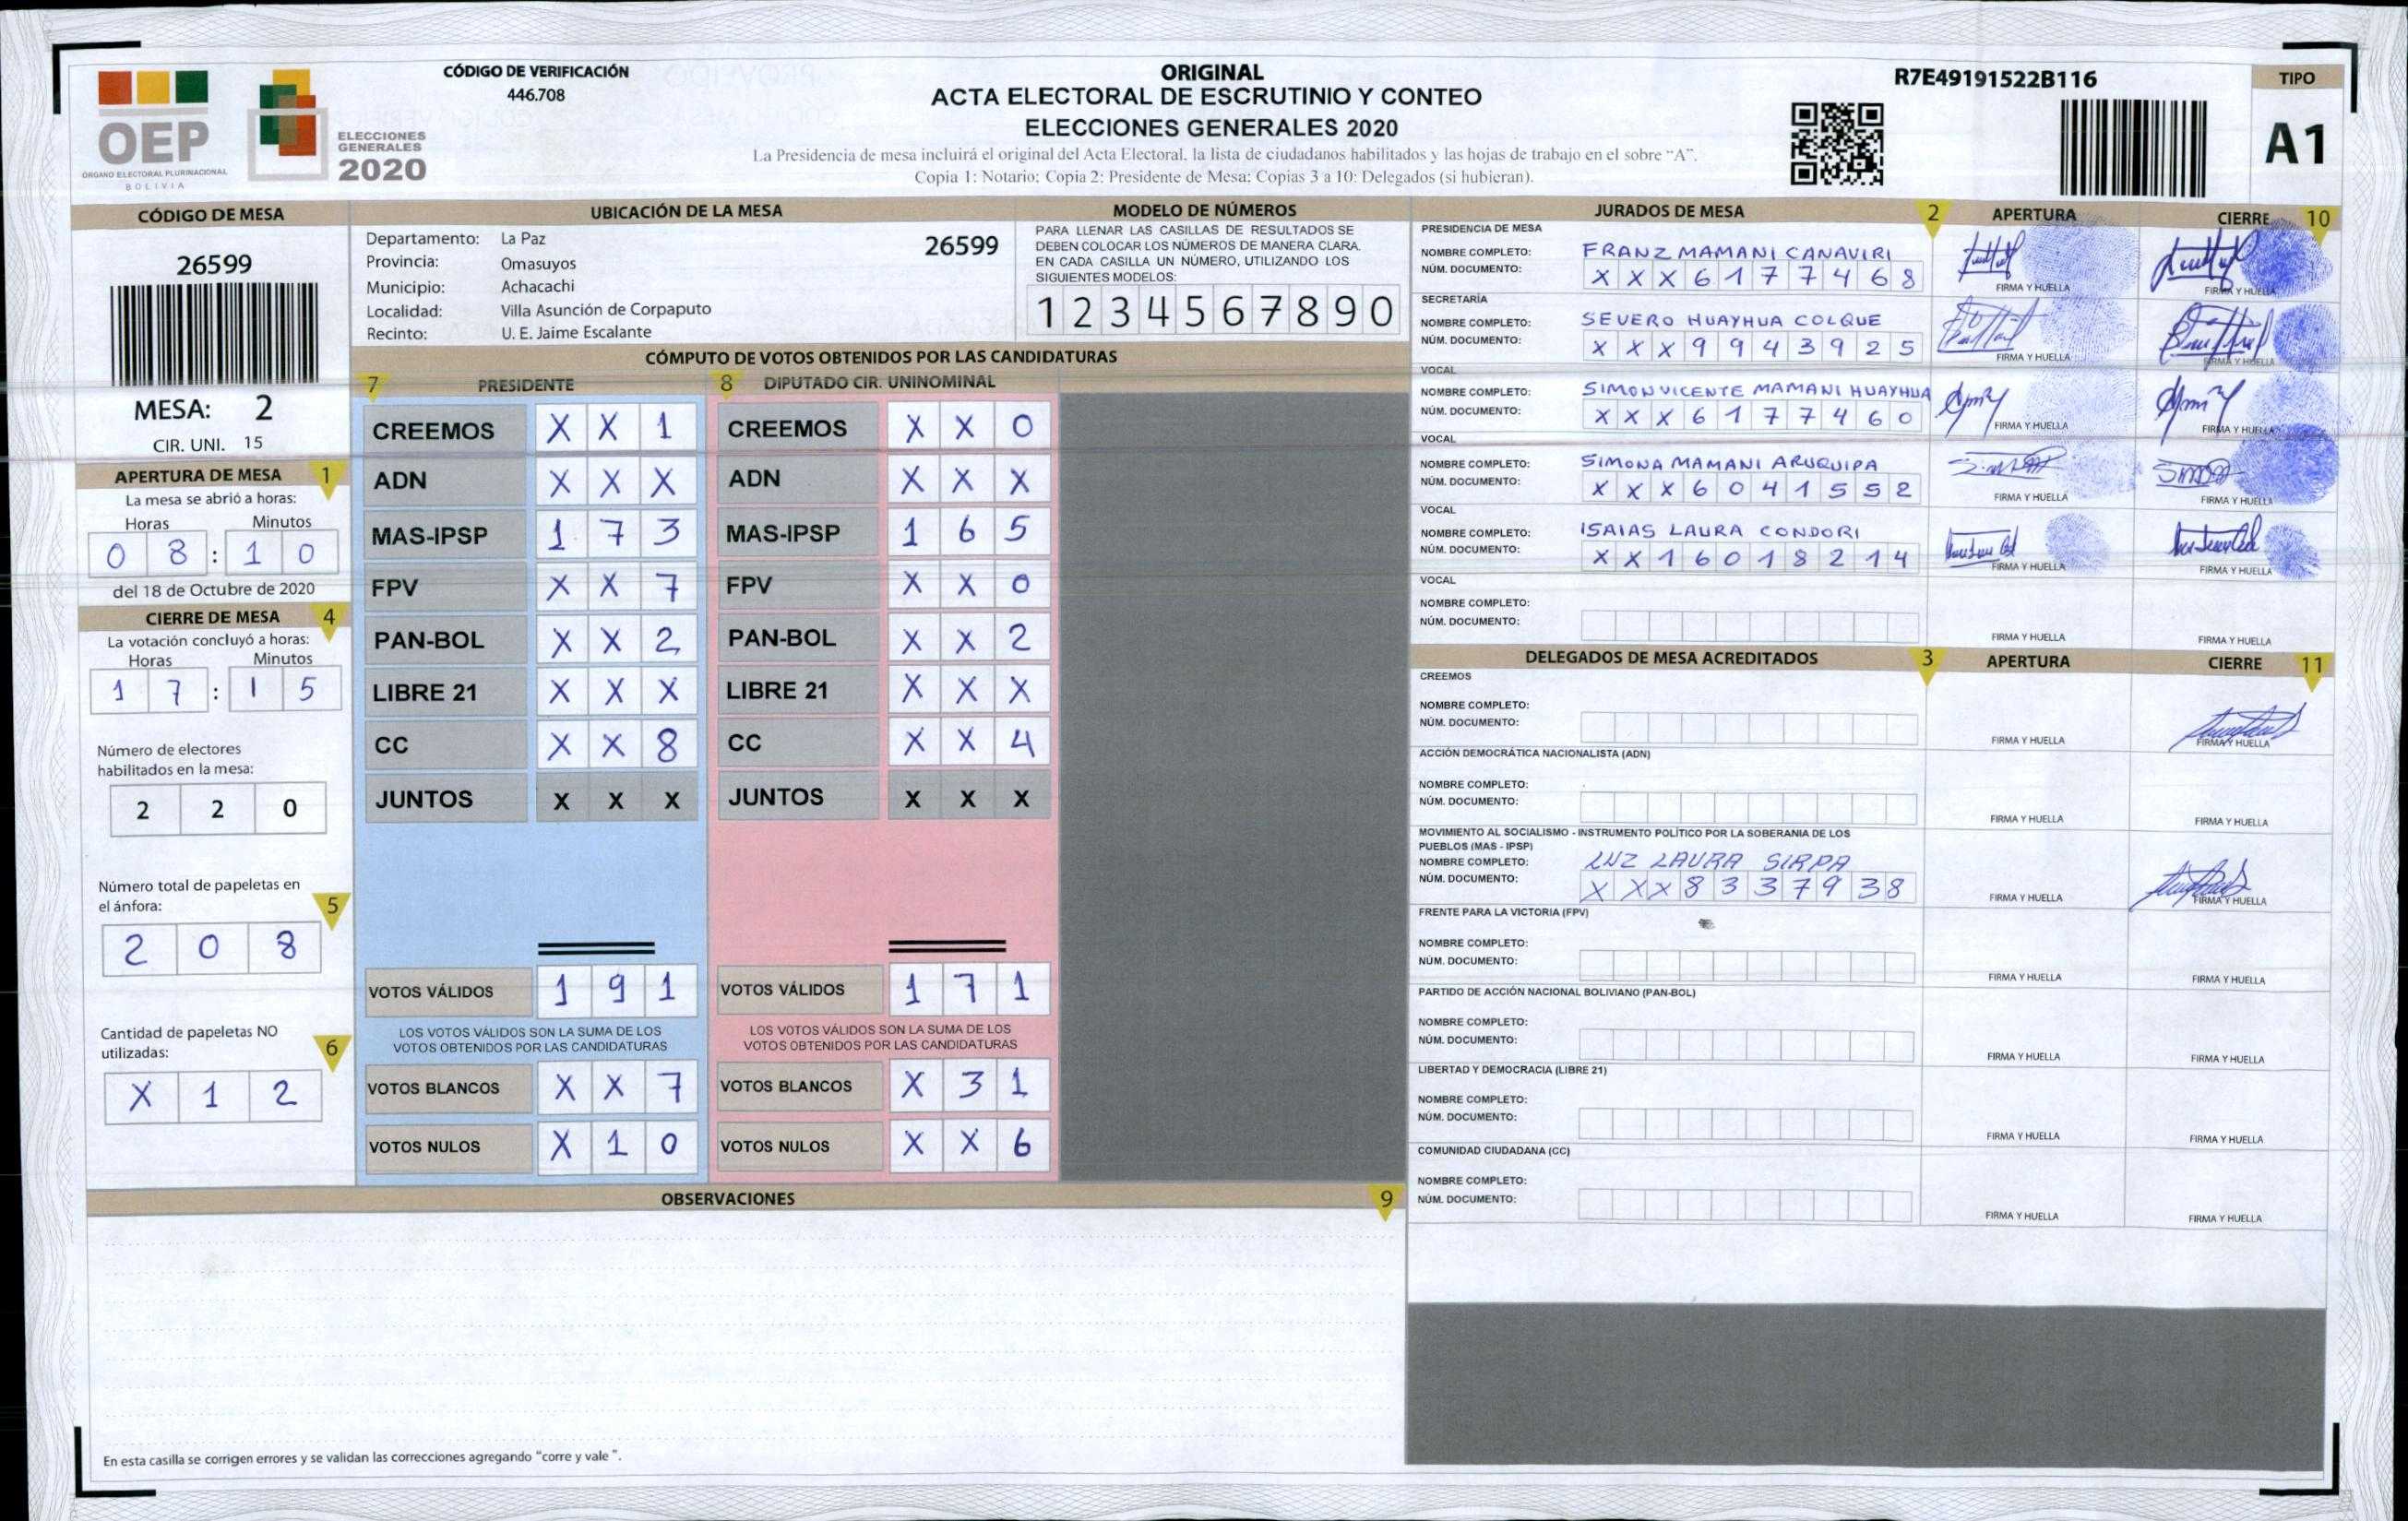 CÓDIGO DE VERIFICACIÓN
446.708
OEP
ÓRGANO ELECTORAL PLURINACIONAL
BOLIVIA
ELECCIONES
GENERALES
2020
ORIGINAL
ACTA ELECTORAL DE ESCRUTINIO Y CONTEO
ELECCIONES GENERALES 2020
La Presidencia de mesa incluirá el original del Acta Electoral, la lista de ciudadanos habilitados y las hojas de trabajo en el sobre "A".
Copia 1: Notario; Copia 2: Presidente de Mesa; Copias 3 a 10: Delegados (si hubieran).
R7E49191522B116
TIPO
A1
CÓDIGO DE MESA
26599
MESA: 2
CIR. UNI. 15
APERTURA DE MESA 1
La mesa se abrió a horas:
Horas Minutos
0 8 : 1 0
del 18 de Octubre de 2020
CIERRE DE MESA 4
La votación concluyó a horas:
Horas Minutos
1 7 : 1 5
Número de electores
habilitados en la mesa:
2 2 0
Número total de papeletas en
el ánfora: 5
2 0 8
Cantidad de papeletas NO
utilizadas: 6
X 1 2
UBICACIÓN DE LA MESA
Departamento: La Paz 26599
Provincia: Omasuyos
Municipio: Achacachi
Localidad: Villa Asunción de Corpaputo
Recinto: U. E. Jaime Escalante
MODELO DE NÚMEROS
PARA LLENAR LAS CASILLAS DE RESULTADOS SE
DEBEN COLOCAR LOS NÚMEROS DE MANERA CLARA.
EN CADA CASILLA UN NÚMERO, UTILIZANDO LOS
SIGUIENTES MODELOS:
1 2 3 4 5 6 7 8 9 0
CÓMPUTO DE VOTOS OBTENIDOS POR LAS CANDIDATURAS
7 PRESIDENTE 8 DIPUTADO CIR. UNINOMINAL
CREEMOS X X 1 CREEMOS X X 0
ADN X X X ADN X X X
MAS-IPSP 1 7 3 MAS-IPSP 1 6 5
FPV X X 7 FPV X X 0
PAN-BOL X X 2 PAN-BOL X X 2
LIBRE 21 X X X LIBRE 21 X X X
CC X X 8 CC X X 4
JUNTOS X X X JUNTOS X X X
VOTOS VÁLIDOS 1 9 1 VOTOS VÁLIDOS 1 7 1
LOS VOTOS VÁLIDOS SON LA SUMA DE LOS LOS VOTOS VÁLIDOS SON LA SUMA DE LOS
VOTOS OBTENIDOS POR LAS CANDIDATURAS VOTOS OBTENIDOS POR LAS CANDIDATURAS
VOTOS BLANCOS X X 7 VOTOS BLANCOS X 3 1
VOTOS NULOS X 1 0 VOTOS NULOS X X 6
OBSERVACIONES 9
En esta casilla se corrigen errores y se validan las correcciones agregando "corre y vale".
JURADOS DE MESA 2 APERTURA CIERRE 10
PRESIDENCIA DE MESA
NOMBRE COMPLETO: FRANZ MAMANI CANAVIRI
NÚM. DOCUMENTO: X X X 6 1 7 7 4 6 8
FIRMA Y HUELLA FIRMA Y HUELLA
SECRETARÍA
NOMBRE COMPLETO: SEVERO HUAYHUA COLQUE
NÚM. DOCUMENTO: X X X 9 9 4 3 9 2 5
FIRMA Y HUELLA FIRMA Y HUELLA
VOCAL
NOMBRE COMPLETO: SIMON VICENTE MAMANI HUAYHUA
NÚM. DOCUMENTO: X X X 6 1 7 7 4 6 0
FIRMA Y HUELLA FIRMA Y HUELLA
VOCAL
NOMBRE COMPLETO: SIMONA MAMANI ARUQUIPA
NÚM. DOCUMENTO: X X X 6 0 4 1 5 5 2
FIRMA Y HUELLA FIRMA Y HUELLA
VOCAL
NOMBRE COMPLETO: ISAIAS LAURA CONDORI
NÚM. DOCUMENTO: X X 1 6 0 1 8 2 1 4
FIRMA Y HUELLA FIRMA Y HUELLA
VOCAL
NOMBRE COMPLETO:
NÚM. DOCUMENTO:
FIRMA Y HUELLA FIRMA Y HUELLA
DELEGADOS DE MESA ACREDITADOS 3 APERTURA CIERRE 11
CREEMOS
NOMBRE COMPLETO:
NÚM. DOCUMENTO:
FIRMA Y HUELLA FIRMA Y HUELLA
ACCIÓN DEMOCRÁTICA NACIONALISTA (ADN)
NOMBRE COMPLETO:
NÚM. DOCUMENTO:
FIRMA Y HUELLA FIRMA Y HUELLA
MOVIMIENTO AL SOCIALISMO - INSTRUMENTO POLÍTICO POR LA SOBERANIA DE LOS
PUEBLOS (MAS - IPSP)
NOMBRE COMPLETO: LUZ LAURA SIRPA
NÚM. DOCUMENTO: X X X 8 3 3 7 9 3 8
FIRMA Y HUELLA FIRMA Y HUELLA
FRENTE PARA LA VICTORIA (FPV)
NOMBRE COMPLETO:
NÚM. DOCUMENTO:
FIRMA Y HUELLA FIRMA Y HUELLA
PARTIDO DE ACCIÓN NACIONAL BOLIVIANO (PAN-BOL)
NOMBRE COMPLETO:
NÚM. DOCUMENTO:
FIRMA Y HUELLA FIRMA Y HUELLA
LIBERTAD Y DEMOCRACIA (LIBRE 21)
NOMBRE COMPLETO:
NÚM. DOCUMENTO:
FIRMA Y HUELLA FIRMA Y HUELLA
COMUNIDAD CIUDADANA (CC)
NOMBRE COMPLETO:
NÚM. DOCUMENTO:
FIRMA Y HUELLA FIRMA Y HUELLA